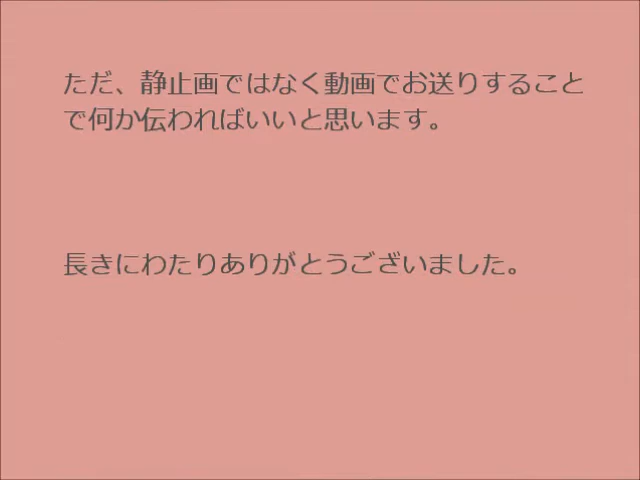 ただ、静止画ではなく動画でお送りすること
で何か伝わればいいと思います。
長きにわたりありがとうございました。